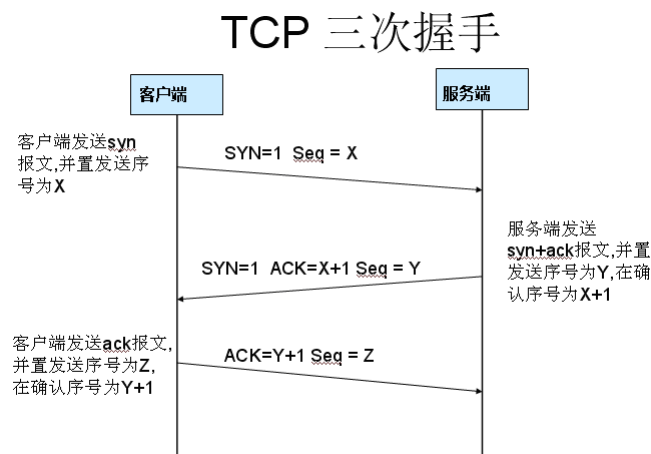 TCP 三次握手
客户端
服务端
客户端发送syn
报文,并置发送序
号为X
SYN=1 Seq = X
服务端发送
syn+ack报文,并置
发送序号为Y,在确
认序号为X+1
SYN=1 ACK=X+1 Seq = Y
客户端发送ack报文,
并置发送序号为Z,
在确认序号为Y+1
ACK=Y+1 Seq = Z